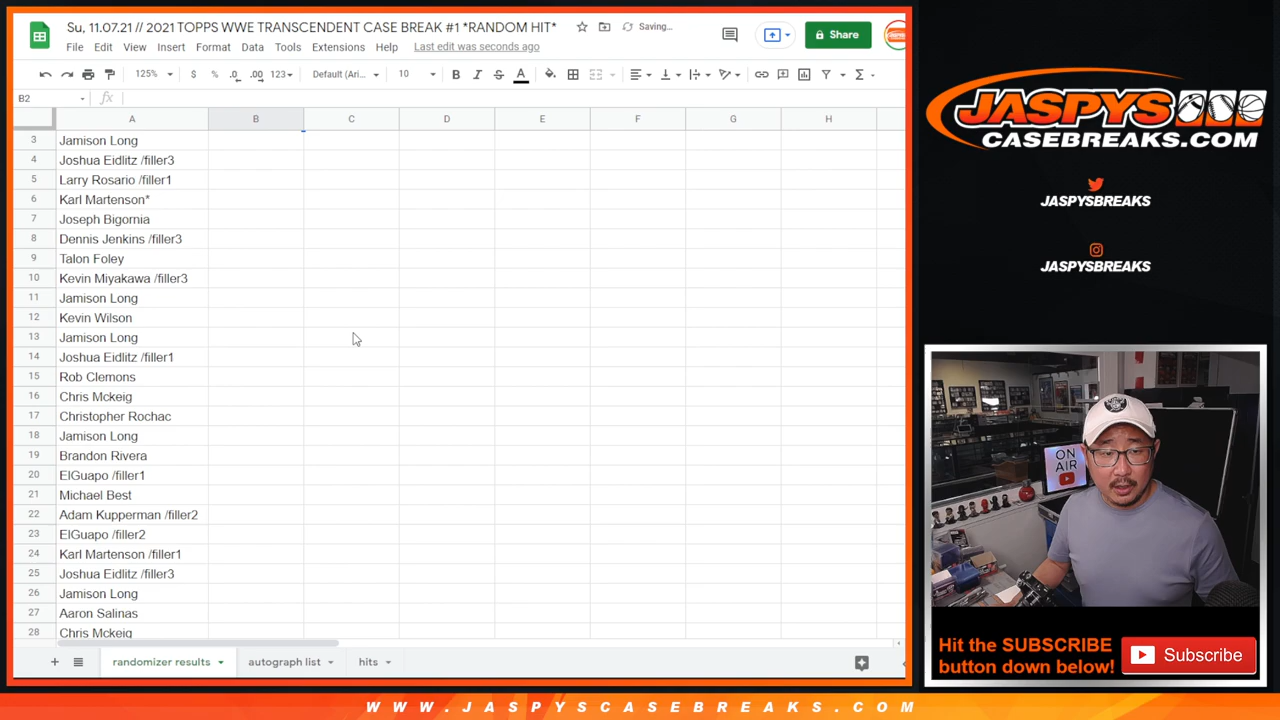 Su, 11.07.21 // 2021 TOPPS WWE TRANSCENDENT CASE BREAK #1 *RANDOM HIT*
Saving...
Share
File Edit View Insert Format Data Tools Extensions Help Last edit was seconds ago
125% $ % .0 .00 123 Default (Ari... 10 B I S A
B2 fx
A B C D E F G H
3 Jamison Long
4 Joshua Eidlitz /filler3
5 Larry Rosario /filler1
6 Karl Martenson*
7 Joseph Bigornia
8 Dennis Jenkins /filler3
9 Talon Foley
10 Kevin Miyakawa /filler3
11 Jamison Long
12 Kevin Wilson
13 Jamison Long
14 Joshua Eidlitz /filler1
15 Rob Clemons
16 Chris Mckeig
17 Christopher Rochac
18 Jamison Long
19 Brandon Rivera
20 ElGuapo /filler1
21 Michael Best
22 Adam Kupperman /filler2
23 ElGuapo /filler2
24 Karl Martenson /filler1
25 Joshua Eidlitz /filler3
26 Jamison Long
27 Aaron Salinas
28 Chris Mckeig
randomizer results autograph list hits
JASPYS
CASEBREAKS.COM
JASPYSBREAKS
JASPYSBREAKS
ON
AIR
Hit the SUBSCRIBE
button down below!
Subscribe
WWW.JASPYSCASEBREAKS.COM